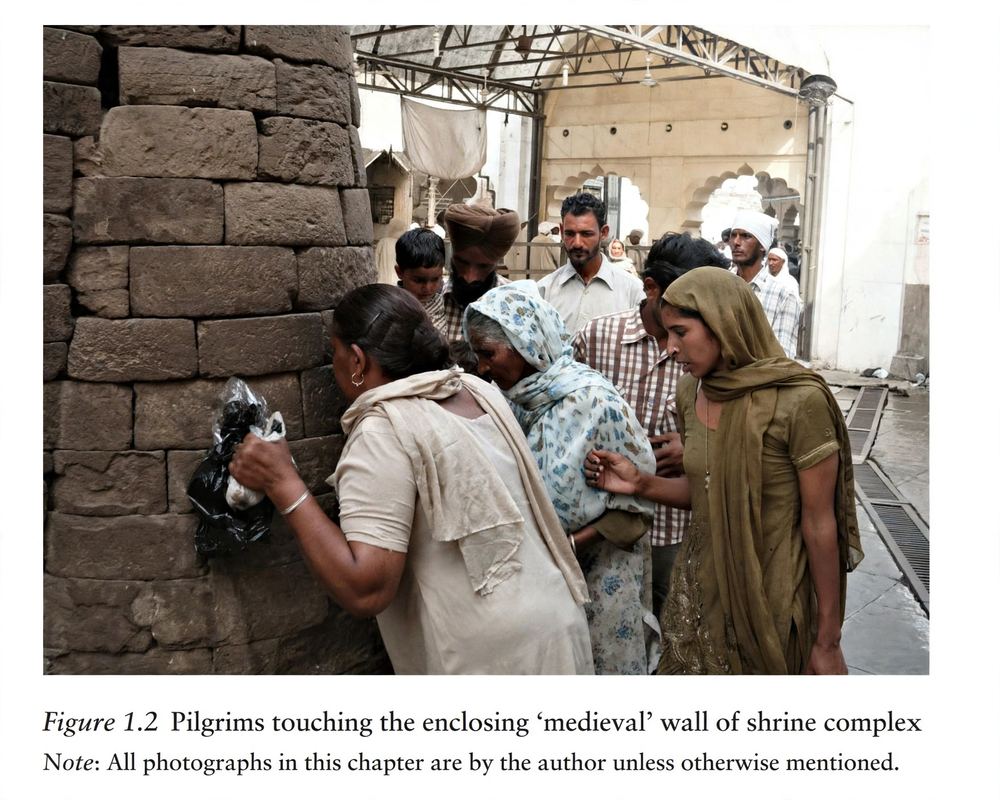 Figure 1.2 Pilgrims touching the enclosing ‘medieval’ wall of shrine complex
Note: All photographs in this chapter are by the author unless otherwise mentioned.